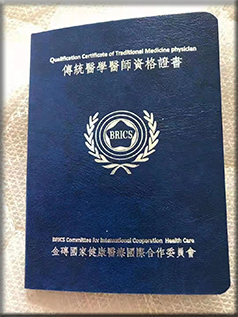 Qualification Certificate of Traditional Medicine physician
傳統醫學醫師資格證書
BRICS
BRICS Committee for International Cooperation Health Care
金磚國家健康醫療國際合作委員會